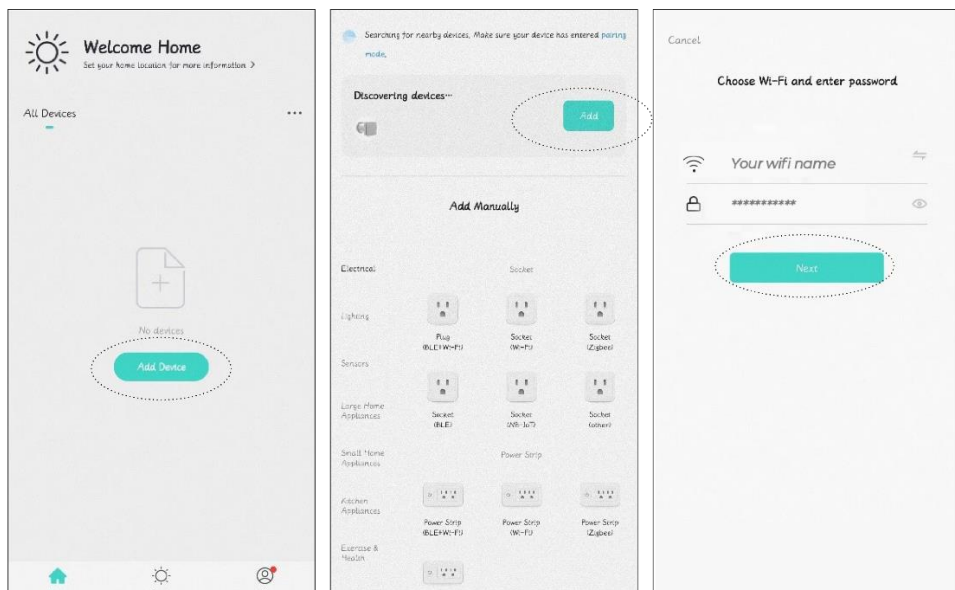 Welcome Home
Set your home location for more information >
All Devices
...
No devices
Add Device
Searching for nearby devices. Make sure your device has entered pairing
mode.
Discovering devices...
Add
Add Manually
Electrical
Socket
Lighting
Plug
(BLE+Wi-Fi)
Socket
(Wi-Fi)
Socket
(Zigbee)
Sensors
Large Home
Appliances
Socket
(BLE)
Socket
(NB-IoT)
Socket
(other)
Small Home
Appliances
Power Strip
Kitchen
Appliances
Power Strip
(BLE+Wi-Fi)
Power Strip
(Wi-Fi)
Power Strip
(Zigbee)
Exercise &
Health
Cancel
Choose Wi-Fi and enter password
Your wifi name
***********
Next